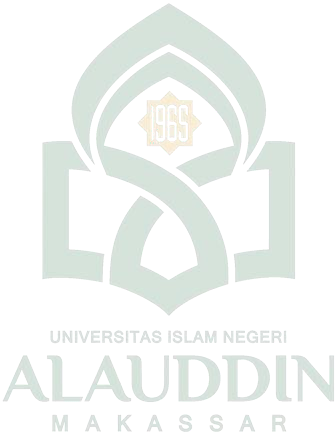 1965
UNIVERSITAS ISLAM NEGERI
ALAUDDIN
MAKASSAR